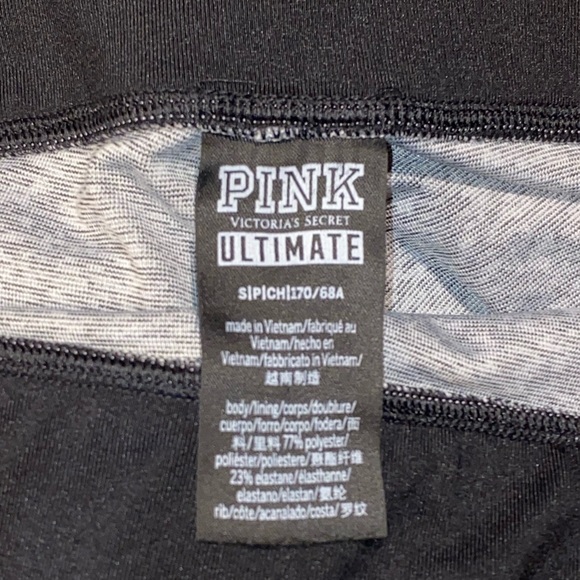 PINK
VICTORIA'S SECRET
ULTIMATE
S|P|CH|170/68A
made in Vietnam/fabriqué au
Vietnam/hecho en
Vietnam/fabbricato in Vietnam/
越南制造
body/lining/corps/doublure/
cuerpo/forro/corpo/fodera/面
料/里料 77% polyester/
poliéster/poliestere/聚酯纤维
23% elastane/élasthanne/
elastano/elastan/氨纶
rib/côte/acanalado/costa/罗纹